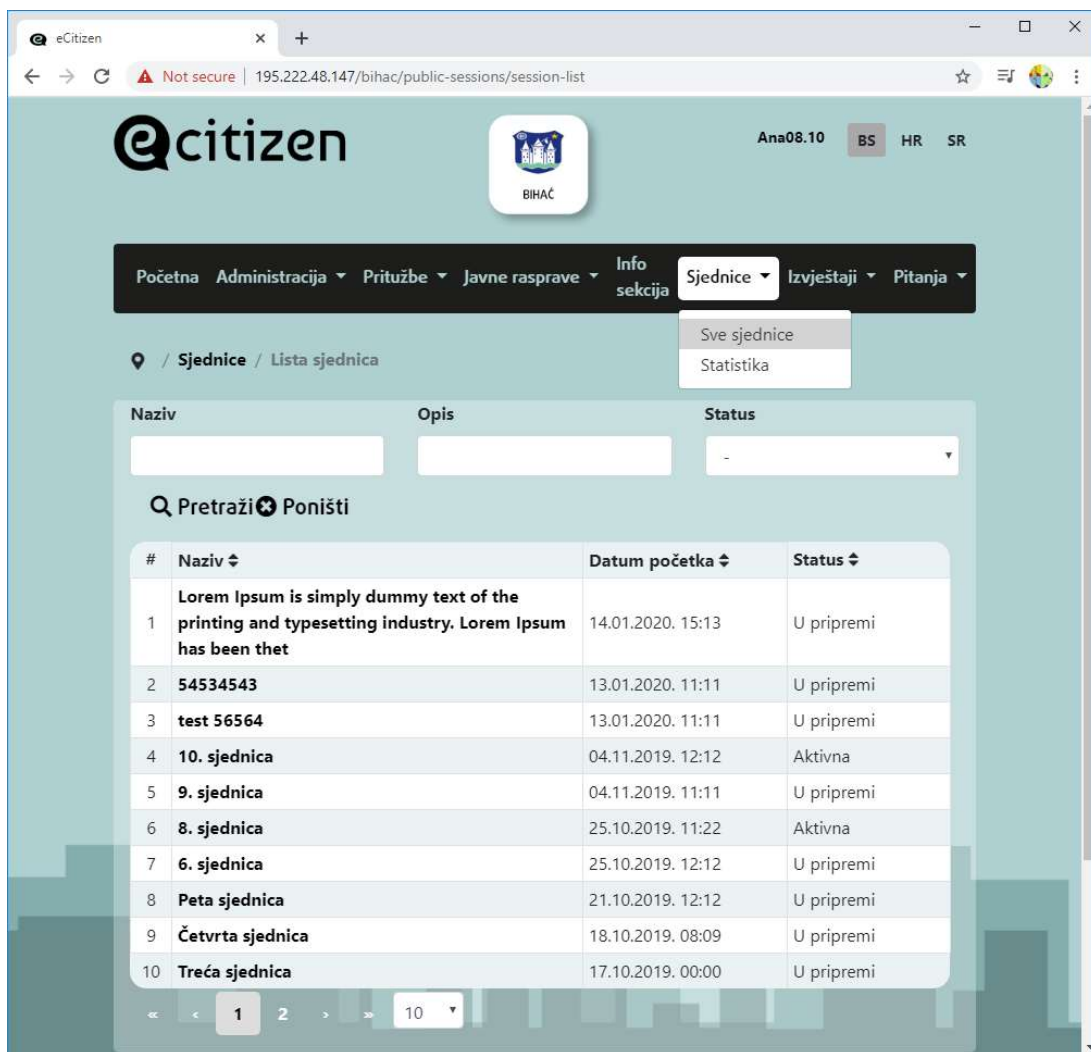 eCitizen
Not secure | 195.222.48.147/bihac/public-sessions/session-list
ecitizen
BIHAĆ
Ana08.10 BS HR SR
Početna Administracija Pritužbe Javne rasprave Info sekcija Sjednice Izvještaji Pitanja
Sve sjednice
Statistika
/ Sjednice / Lista sjednica
Naziv Opis Status
-
Pretraži Poništi
# Naziv Datum početka Status
1 Lorem Ipsum is simply dummy text of the
printing and typesetting industry. Lorem Ipsum
has been thet 14.01.2020. 15:13 U pripremi
2 54534543 13.01.2020. 11:11 U pripremi
3 test 56564 13.01.2020. 11:11 U pripremi
4 10. sjednica 04.11.2019. 12:12 Aktivna
5 9. sjednica 04.11.2019. 11:11 U pripremi
6 8. sjednica 25.10.2019. 11:22 Aktivna
7 6. sjednica 25.10.2019. 12:12 U pripremi
8 Peta sjednica 21.10.2019. 12:12 U pripremi
9 Četvrta sjednica 18.10.2019. 08:09 U pripremi
10 Treća sjednica 17.10.2019. 00:00 U pripremi
« ‹ 1 2 › » 10